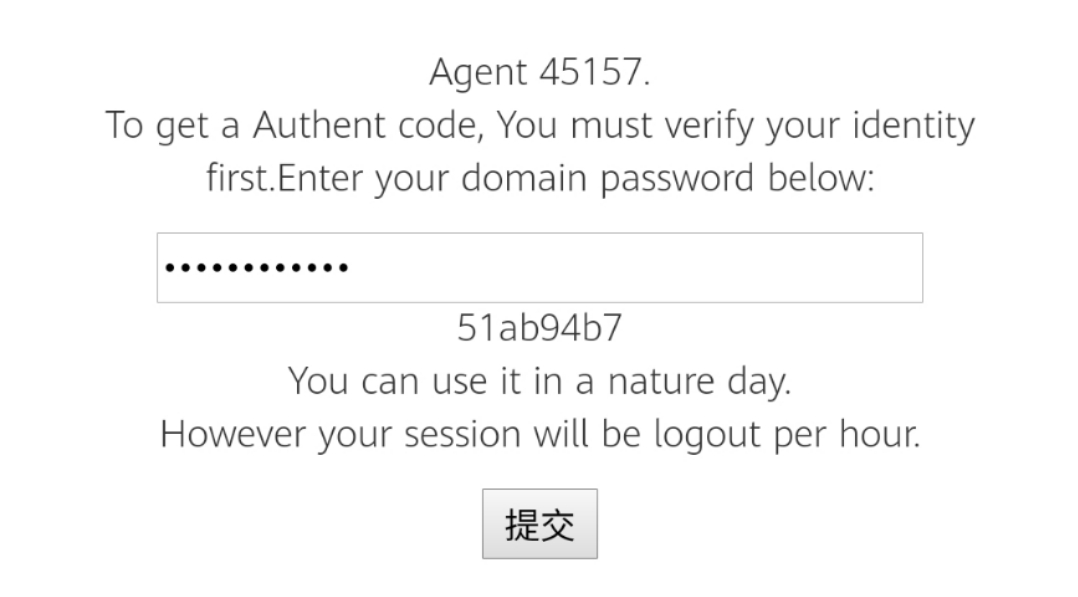 Agent 45157.
To get a Authent code, You must verify your identity
first.Enter your domain password below:
••••••••••••
51ab94b7
You can use it in a nature day.
However your session will be logout per hour.
提交